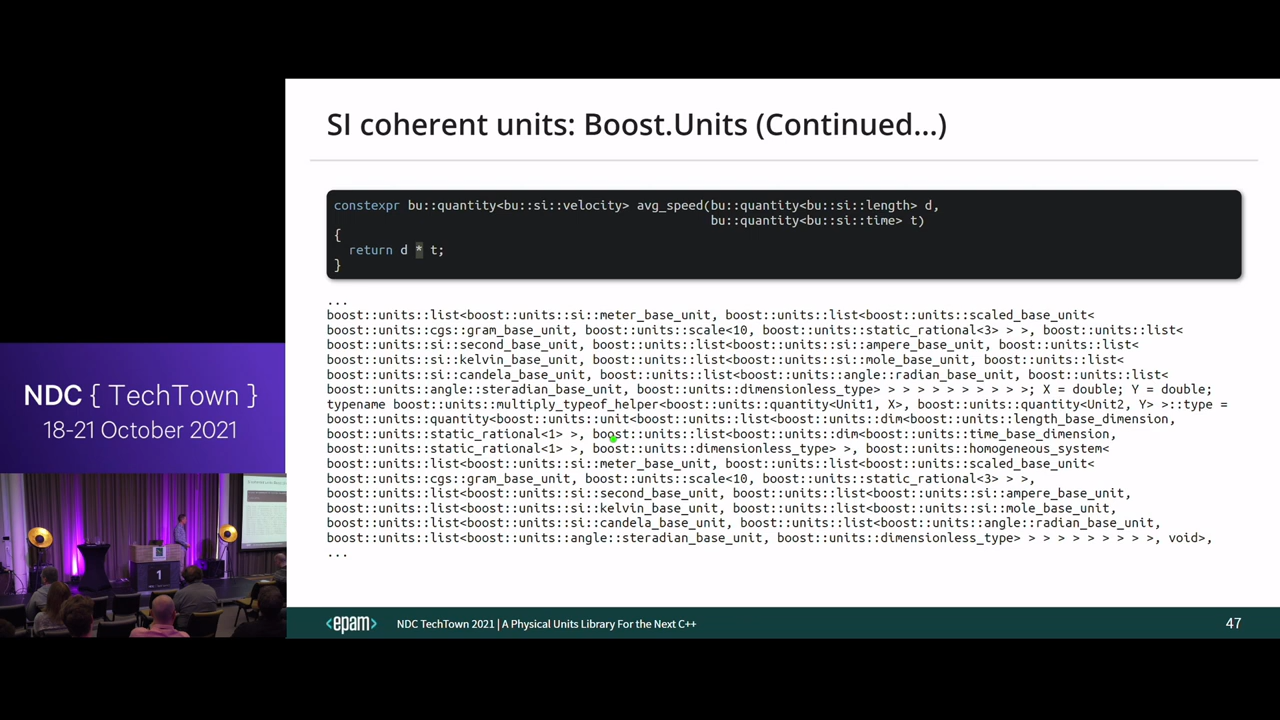 SI coherent units: Boost.Units (Continued...)
constexpr bu::quantity<bu::si::velocity> avg_speed(bu::quantity<bu::si::length> d,
bu::quantity<bu::si::time> t)
{
return d * t;
}
...
boost::units::list<boost::units::si::meter_base_unit, boost::units::list<boost::units::scaled_base_unit<
boost::units::cgs::gram_base_unit, boost::units::scale<10, boost::units::static_rational<3> > >, boost::units::list<
boost::units::si::second_base_unit, boost::units::list<boost::units::si::ampere_base_unit, boost::units::list<
boost::units::si::kelvin_base_unit, boost::units::list<boost::units::si::mole_base_unit, boost::units::list<
boost::units::si::candela_base_unit, boost::units::list<boost::units::angle::radian_base_unit, boost::units::list<
boost::units::angle::steradian_base_unit, boost::units::dimensionless_type> > > > > > > > > >; X = double; Y = double;
typename boost::units::multiply_typeof_helper<boost::units::quantity<Unit1, X>, boost::units::quantity<Unit2, Y> >::type =
boost::units::quantity<boost::units::unit<boost::units::list<boost::units::dim<boost::units::length_base_dimension,
boost::units::static_rational<1> >, boost::units::list<boost::units::dim<boost::units::time_base_dimension,
boost::units::static_rational<1> >, boost::units::dimensionless_type> >, boost::units::homogeneous_system<
boost::units::list<boost::units::si::meter_base_unit, boost::units::list<boost::units::scaled_base_unit<
boost::units::cgs::gram_base_unit, boost::units::scale<10, boost::units::static_rational<3> > >,
boost::units::list<boost::units::si::second_base_unit, boost::units::list<boost::units::si::ampere_base_unit,
boost::units::list<boost::units::si::kelvin_base_unit, boost::units::list<boost::units::si::mole_base_unit,
boost::units::list<boost::units::si::candela_base_unit, boost::units::list<boost::units::angle::radian_base_unit,
boost::units::list<boost::units::angle::steradian_base_unit, boost::units::dimensionless_type> > > > > > > > > >, void>,
...
NDC { TechTown }
18-21 October 2021
1
<epam>
NDC TechTown 2021 | A Physical Units Library For the Next C++
47